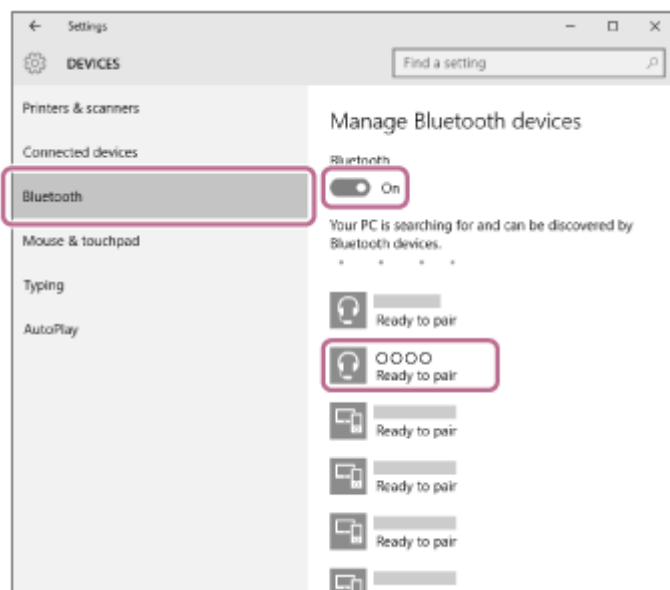 Settings
DEVICES
Find a setting
Printers & scanners
Connected devices
Bluetooth
Mouse & touchpad
Typing
AutoPlay
Manage Bluetooth devices
Bluetooth
On
Your PC is searching for and can be discovered by
Bluetooth devices.
Ready to pair
OOOO
Ready to pair
Ready to pair
Ready to pair
Ready to pair